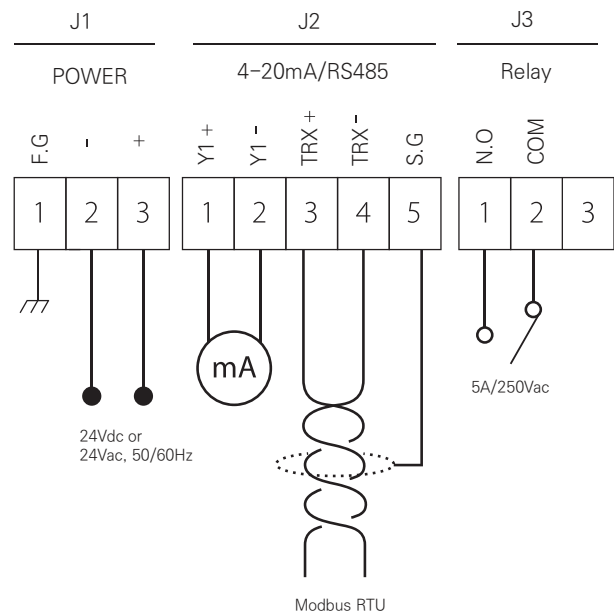 J1
POWER
F.G - +
1 2 3
24Vdc or
24Vac, 50/60Hz
J2
4-20mA/RS485
Y1 + Y1 - TRX + TRX - S.G
1 2 3 4 5
mA
Modbus RTU
J3
Relay
N.O COM
1 2 3
5A/250Vac